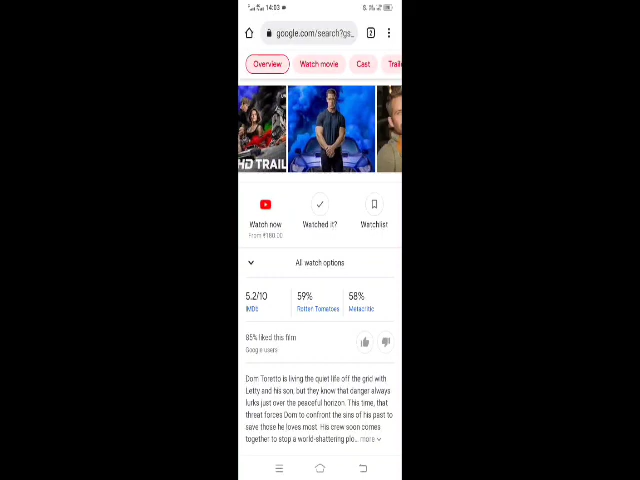 14:03
google.com/search?gs_
2
Overview
Watch movie
Cast
Traile
HD TRAIL
Watch now
Watched it?
Watchlist
From ₹180.00
All watch options
5.2/10
59%
58%
IMDb
Rotten Tomatoes
Metacritic
85% liked this film
Google users
Dom Toretto is living the quiet life off the grid with
Letty and his son, but they know that danger always
lurks just over the peaceful horizon. This time, that
threat forces Dom to confront the sins of his past to
save those he loves most. His crew soon comes
together to stop a world-shattering plo... more